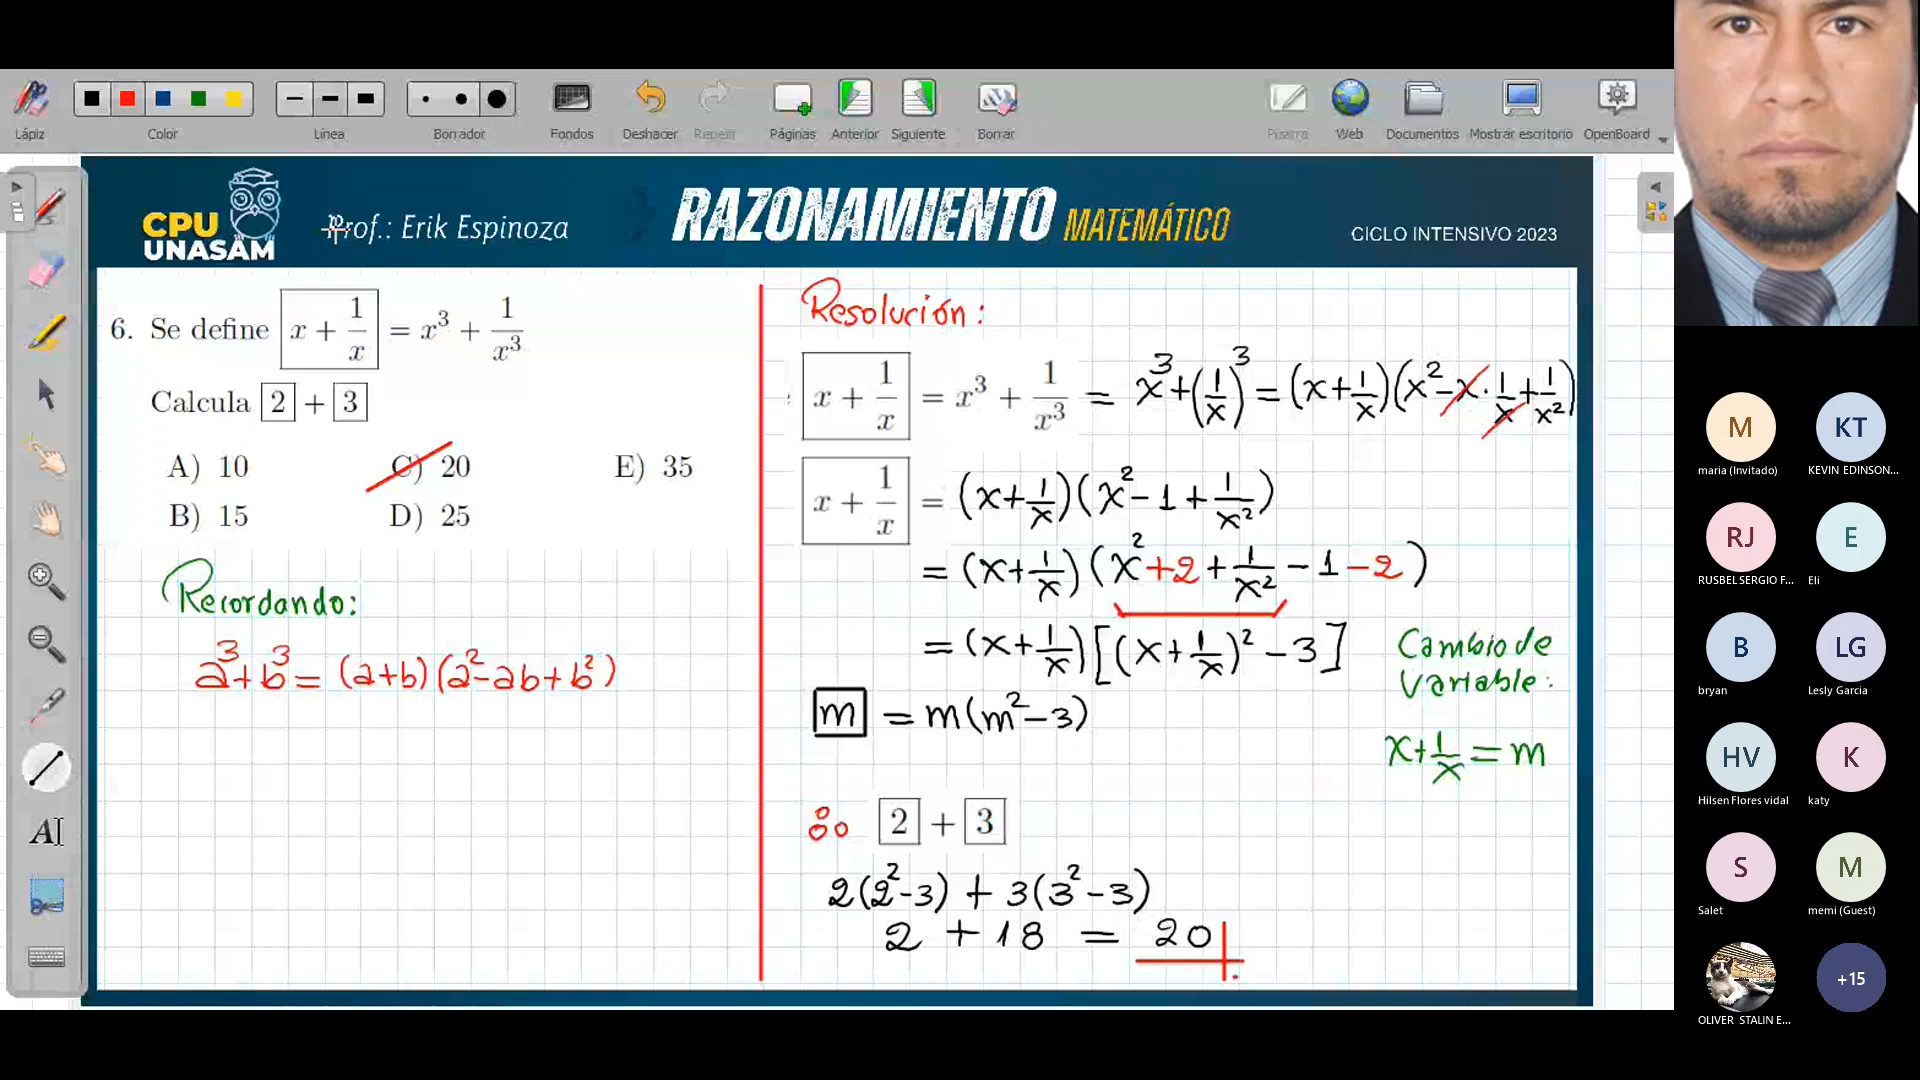 Lápiz
Color
Línea
Borrador
Fondos
Deshacer
Repetir
Páginas
Anterior
Siguiente
Borrar
Pizarra
Web
Documentos
Mostrar escritorio
OpenBoard
CPU
UNASAM
Prof.: Erik Espinoza
RAZONAMIENTO MATEMÁTICO
CICLO INTENSIVO 2023
6. Se define x + 1/x = x³ + 1/x³
Calcula 2 + 3
A) 10
C) 20
E) 35
B) 15
D) 25
Recordando:
a³+b³ = (a+b)(a²-ab+b²)
Resolución:
x + 1/x = x³ + 1/x³ = x³+(1/x)³ = (x+1/x)(x²-x·1/x+1/x²)
x + 1/x = (x+1/x)(x²-1+1/x²)
= (x+1/x)(x²+2+1/x²-1-2)
= (x+1/x)[(x+1/x)²-3]
m = m(m²-3)
Cambio de
Variable:
x+1/x = m
2 + 3
2(2²-3) + 3(3²-3)
2 + 18 = 20
M
maria (Invitado)
KT
KEVIN EDINSON...
RJ
RUSBEL SERGIO F...
E
Eli
B
bryan
LG
Lesly Garcia
HV
Hilsen Flores vidal
K
katy
S
Salet
M
memi (Guest)
OLIVER STALIN E...
+15
AI